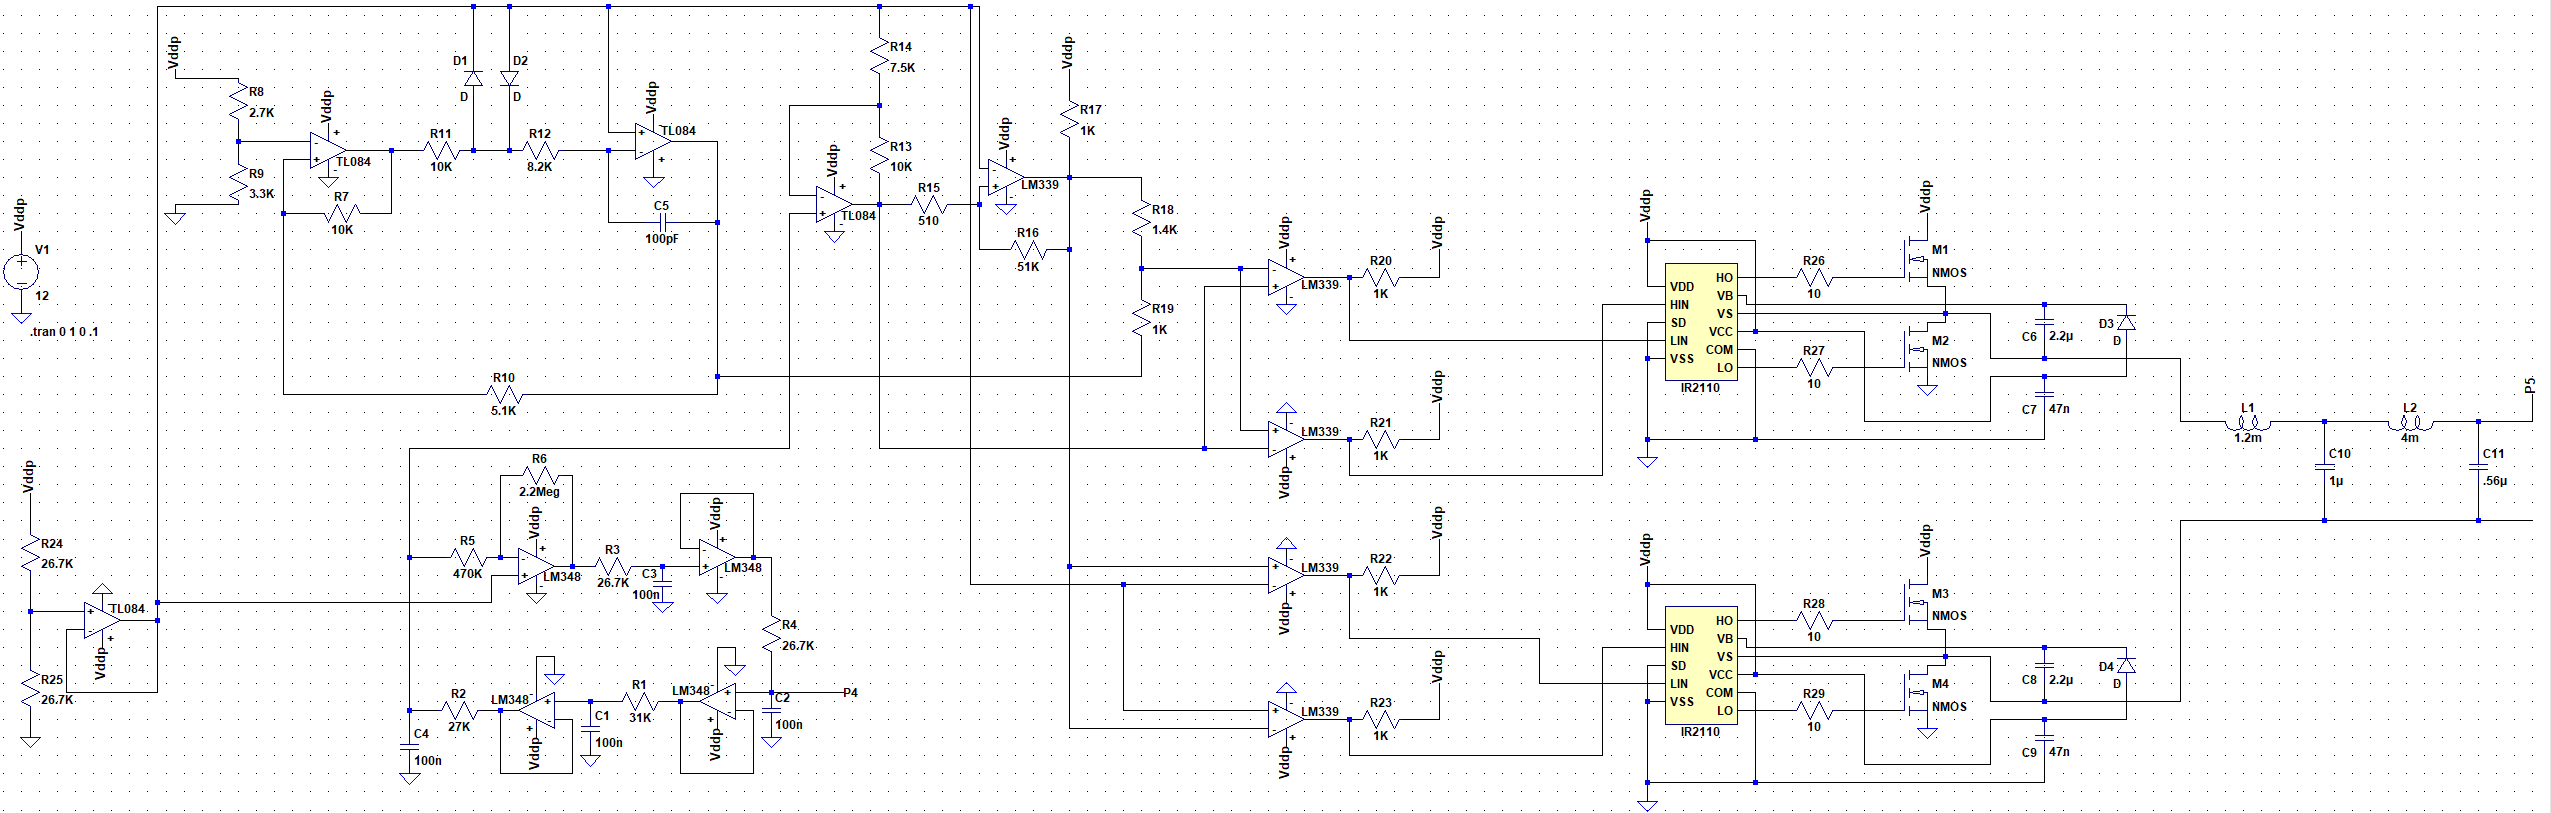 Vddp
V1
12
.tran 0 1 0 .1
Vddp
R8
2.7K
R9
3.3K
Vddp
+
-
+
-
TL084
R7
10K
R11
10K
D1
D
D2
D
R12
8.2K
Vddp
-
+
-
+
TL084
C5
100pF
R10
5.1K
R14
7.5K
R13
10K
Vddp
+
-
+
-
TL084
R15
510
Vddp
+
-
+
-
LM339
R16
51K
Vddp
R17
1K
R18
1.4K
R19
1K
Vddp
+
-
+
-
LM339
R20
1K
Vddp
+
-
-
+
LM339
Vddp
R21
1K
Vddp
+
-
-
+
LM339
Vddp
R22
1K
Vddp
+
-
-
+
LM339
Vddp
R23
1K
Vddp
Vddp
VDD
HIN
SD
LIN
VSS
HO
VB
VS
VCC
COM
LO
IR2110
R26
10
R27
10
Vddp
M1
NMOS
M2
NMOS
C6
2.2µ
D3
D
C7
47n
L1
1.2m
L2
4m
P5
C10
1µ
C11
.56µ
Vddp
VDD
HIN
SD
LIN
VSS
HO
VB
VS
VCC
COM
LO
IR2110
R28
10
R29
10
Vddp
M3
NMOS
M4
NMOS
C8
2.2µ
D4
D
C9
47n
Vddp
R24
26.7K
R25
26.7K
+
-
+
TL084
Vddp
R6
2.2Meg
R5
470K
Vddp
+
-
+
-
LM348
R3
26.7K
C3
100n
Vddp
+
-
+
-
LM348
R4
26.7K
P4
C2
100n
LM348
-
+
-
+
Vddp
R1
31K
C1
100n
LM348
-
+
-
+
Vddp
R2
27K
C4
100n